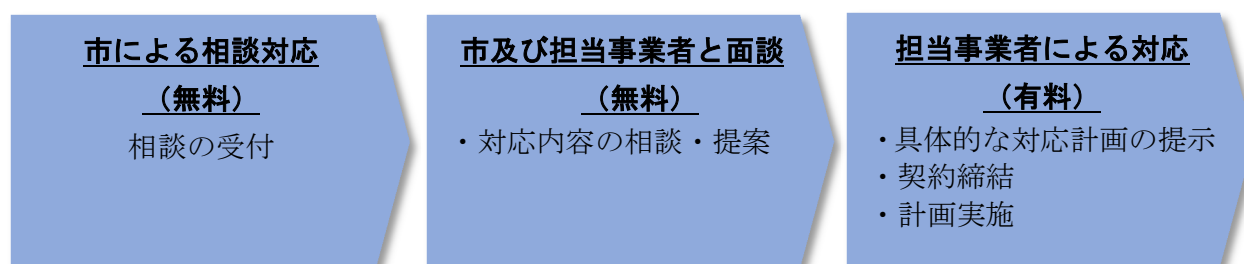 市による相談対応
（無料）
相談の受付
市及び担当事業者と面談
（無料）
・対応内容の相談・提案
担当事業者による対応
（有料）
・具体的な対応計画の提示
・契約締結
・計画実施